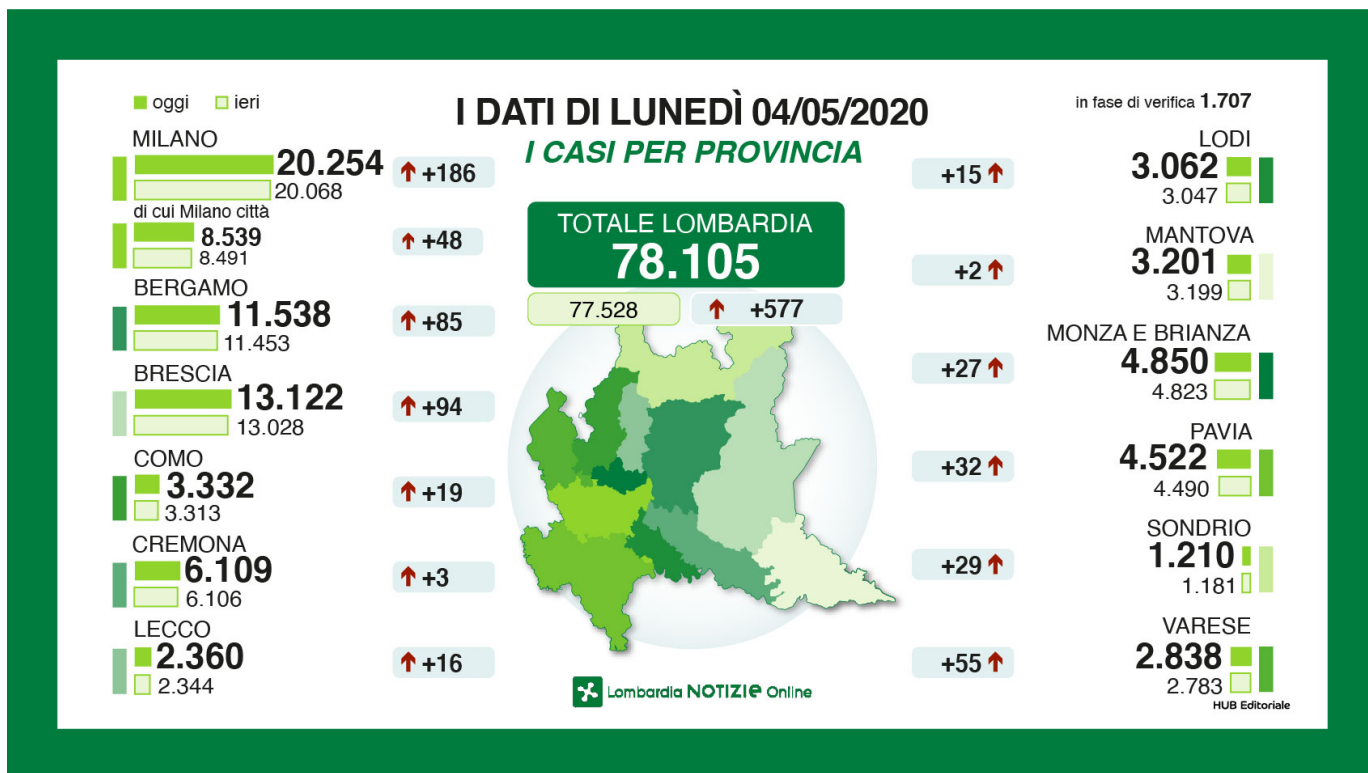 oggi ieri
I DATI DI LUNEDÌ 04/05/2020
I CASI PER PROVINCIA
in fase di verifica 1.707
TOTALE LOMBARDIA
78.105
77.528
+577
MILANO
20.254
20.068
+186
di cui Milano città
8.539
8.491
+48
BERGAMO
11.538
11.453
+85
BRESCIA
13.122
13.028
+94
COMO
3.332
3.313
+19
CREMONA
6.109
6.106
+3
LECCO
2.360
2.344
+16
LODI
3.062
3.047
+15
MANTOVA
3.201
3.199
+2
MONZA E BRIANZA
4.850
4.823
+27
PAVIA
4.522
4.490
+32
SONDRIO
1.210
1.181
+29
VARESE
2.838
2.783
+55
Lombardia NOTIZIe Online
HUB Editoriale